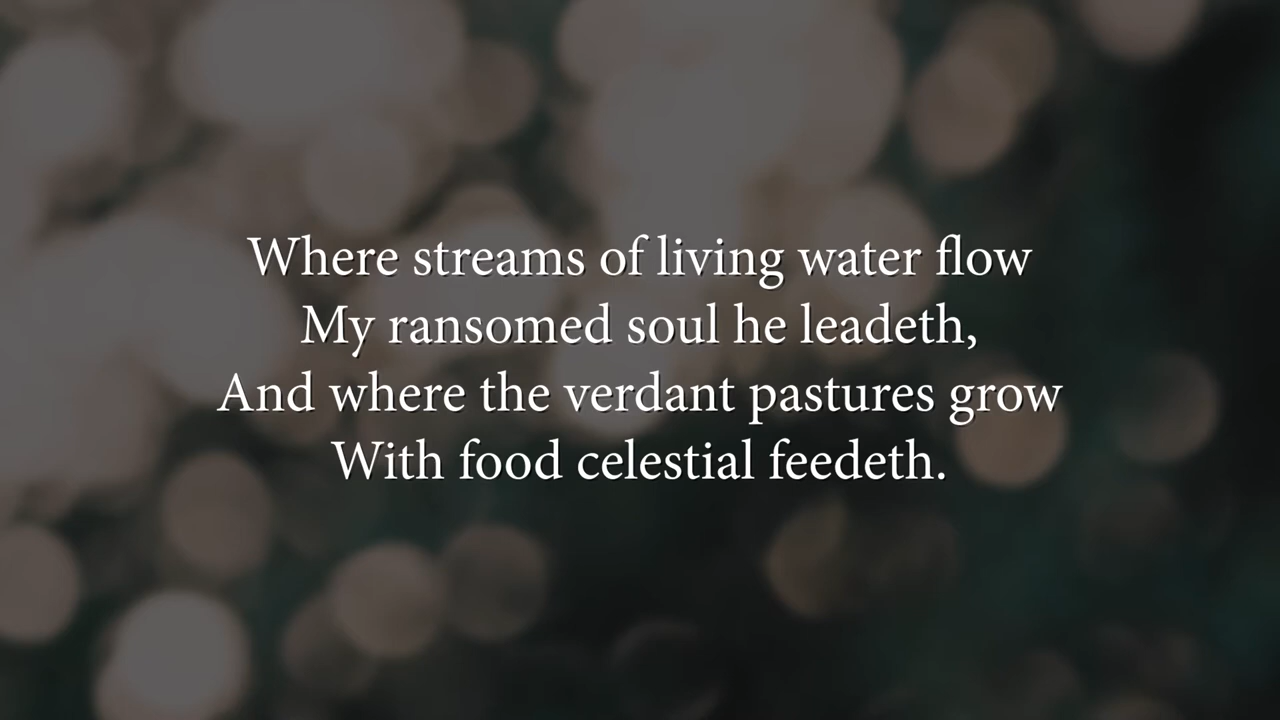 Where streams of living water flow
My ransomed soul he leadeth,
And where the verdant pastures grow
With food celestial feedeth.